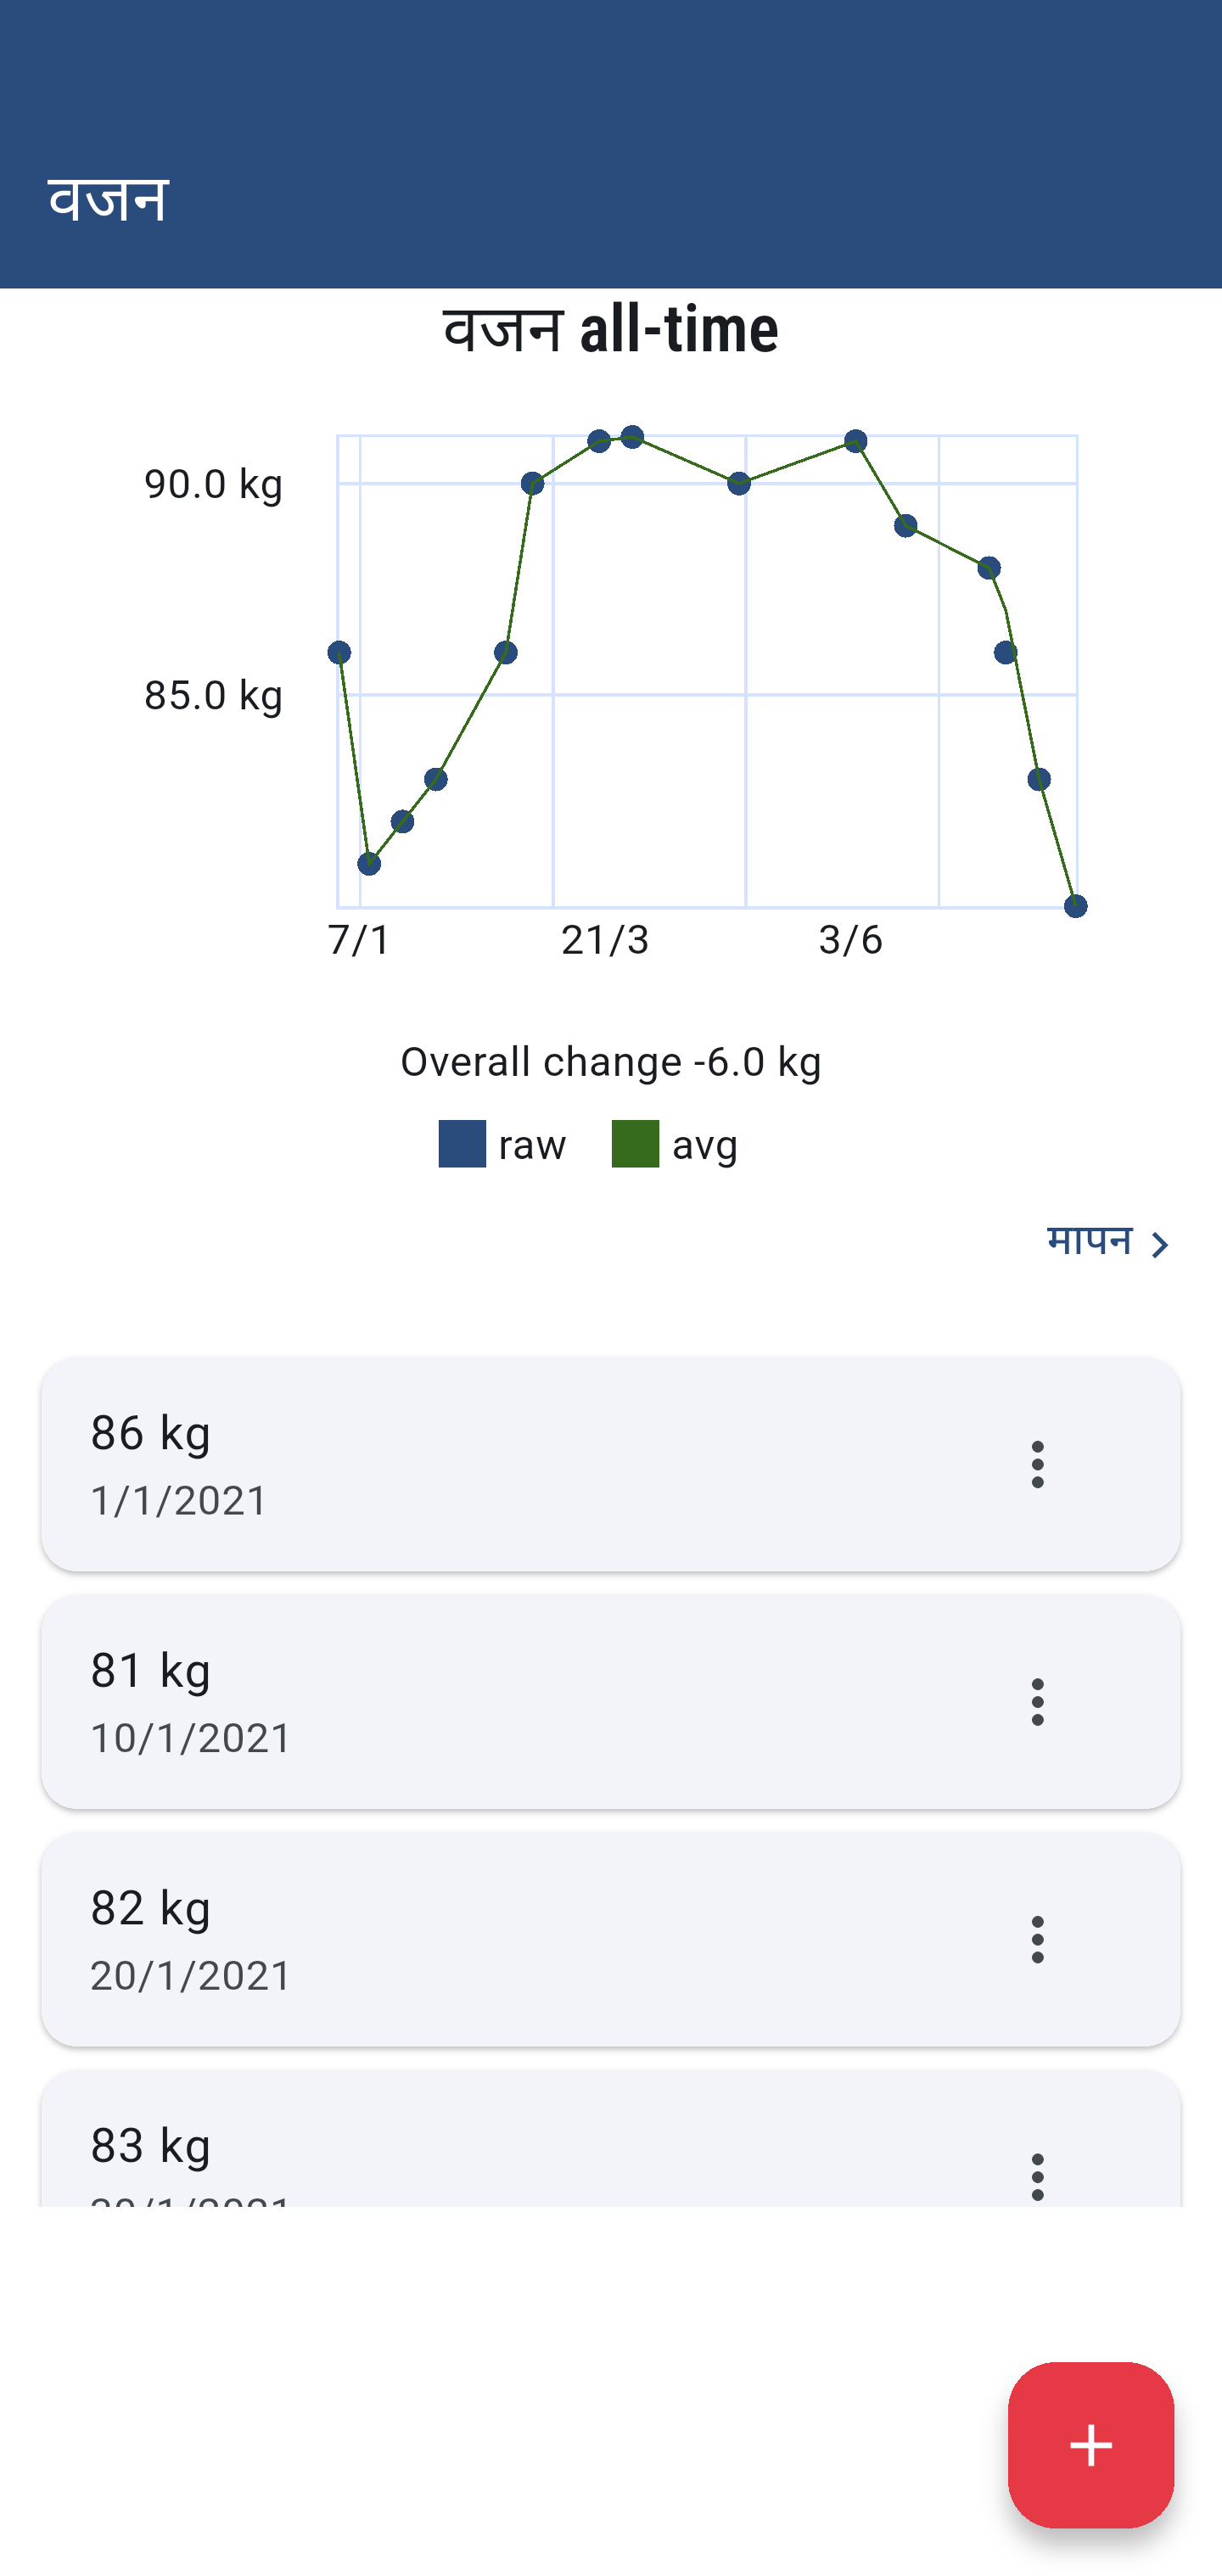 वजन
वजन all-time
90.0 kg
85.0 kg
7/1 21/3 3/6
Overall change -6.0 kg
raw avg
मापन
86 kg
1/1/2021
81 kg
10/1/2021
82 kg
20/1/2021
83 kg